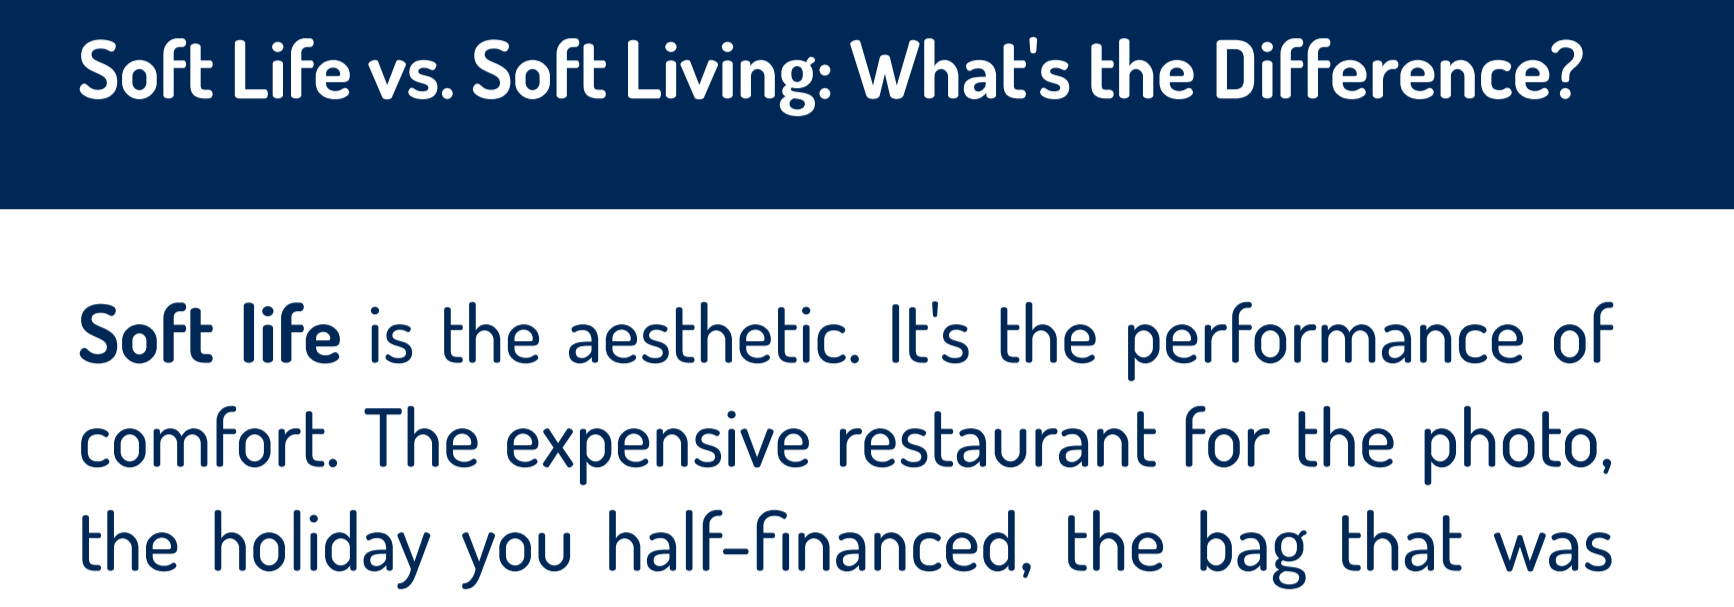 Soft Life vs. Soft Living: What's the Difference?
Soft life is the aesthetic. It's the performance of
comfort. The expensive restaurant for the photo,
the holiday you half-financed, the bag that was